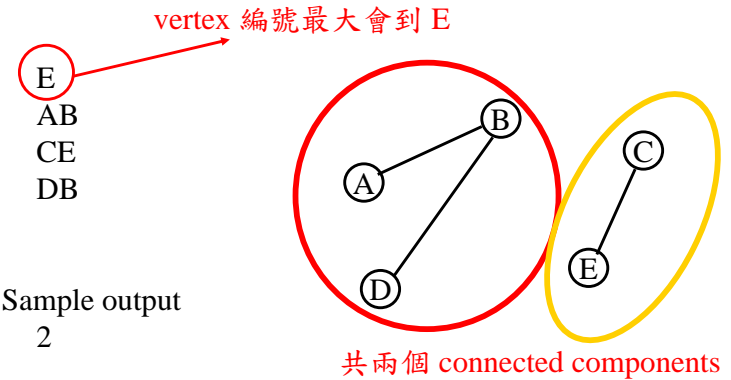 vertex 編號最大會到 E
E
AB
CE
DB
B
C
A
E
D
Sample output
2
共兩個 connected components